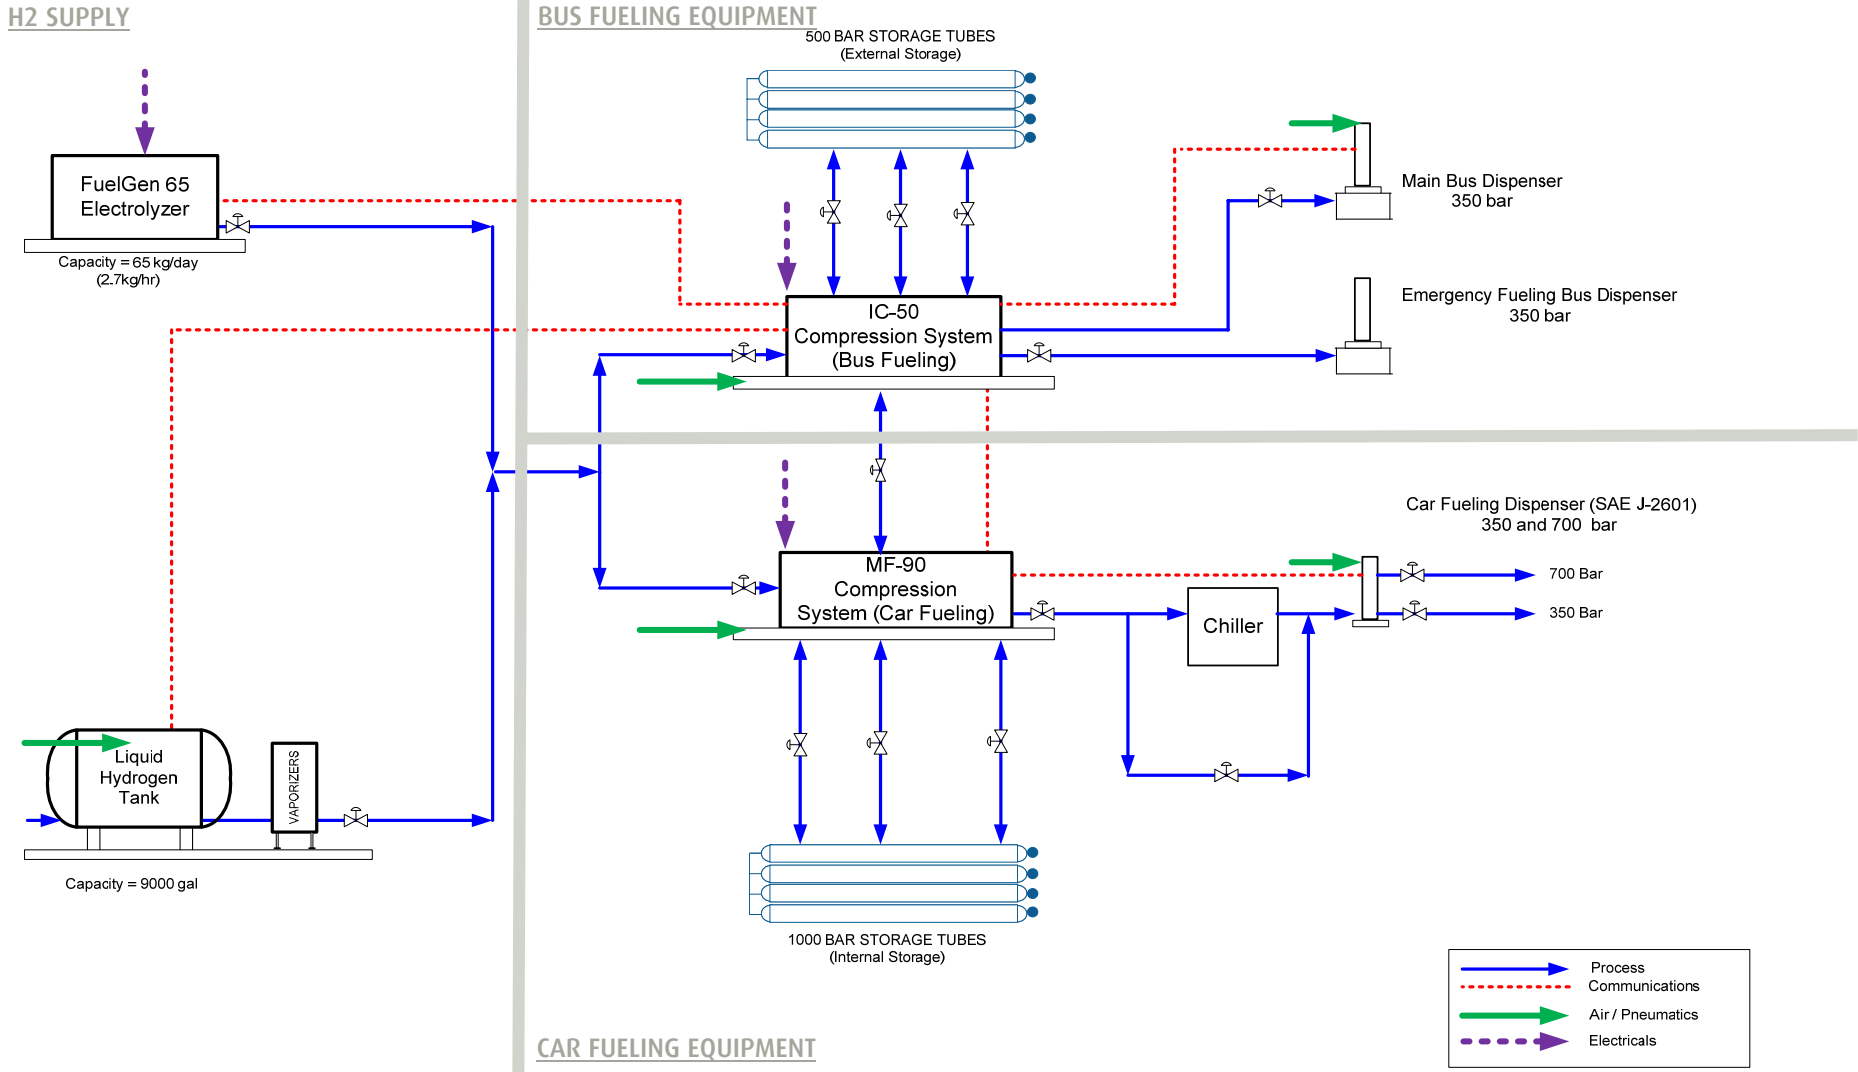 H2 SUPPLY
BUS FUELING EQUIPMENT
500 BAR STORAGE TUBES
(External Storage)
FuelGen 65
Electrolyzer
Capacity = 65 kg/day
(2.7kg/hr)
Main Bus Dispenser
350 bar
IC-50
Compression System
(Bus Fueling)
Emergency Fueling Bus Dispenser
350 bar
Car Fueling Dispenser (SAE J-2601)
350 and 700 bar
MF-90
Compression
System (Car Fueling)
700 Bar
350 Bar
Chiller
Liquid
Hydrogen
Tank
VAPORIZERS
Capacity = 9000 gal
1000 BAR STORAGE TUBES
(Internal Storage)
Process
Communications
Air / Pneumatics
Electricals
CAR FUELING EQUIPMENT